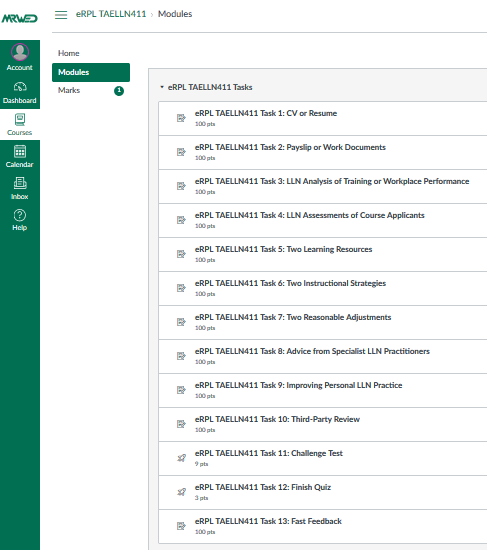 MRWED
eRPL TAELLN411 › Modules
Account
Dashboard
Courses
Calendar
Inbox
Help
Home
Modules
Marks 1
eRPL TAELLN411 Tasks
eRPL TAELLN411 Task 1: CV or Resume
100 pts
eRPL TAELLN411 Task 2: Payslip or Work Documents
100 pts
eRPL TAELLN411 Task 3: LLN Analysis of Training or Workplace Performance
100 pts
eRPL TAELLN411 Task 4: LLN Assessments of Course Applicants
100 pts
eRPL TAELLN411 Task 5: Two Learning Resources
100 pts
eRPL TAELLN411 Task 6: Two Instructional Strategies
100 pts
eRPL TAELLN411 Task 7: Two Reasonable Adjustments
100 pts
eRPL TAELLN411 Task 8: Advice from Specialist LLN Practitioners
100 pts
eRPL TAELLN411 Task 9: Improving Personal LLN Practice
100 pts
eRPL TAELLN411 Task 10: Third-Party Review
100 pts
eRPL TAELLN411 Task 11: Challenge Test
9 pts
eRPL TAELLN411 Task 12: Finish Quiz
3 pts
eRPL TAELLN411 Task 13: Fast Feedback
100 pts